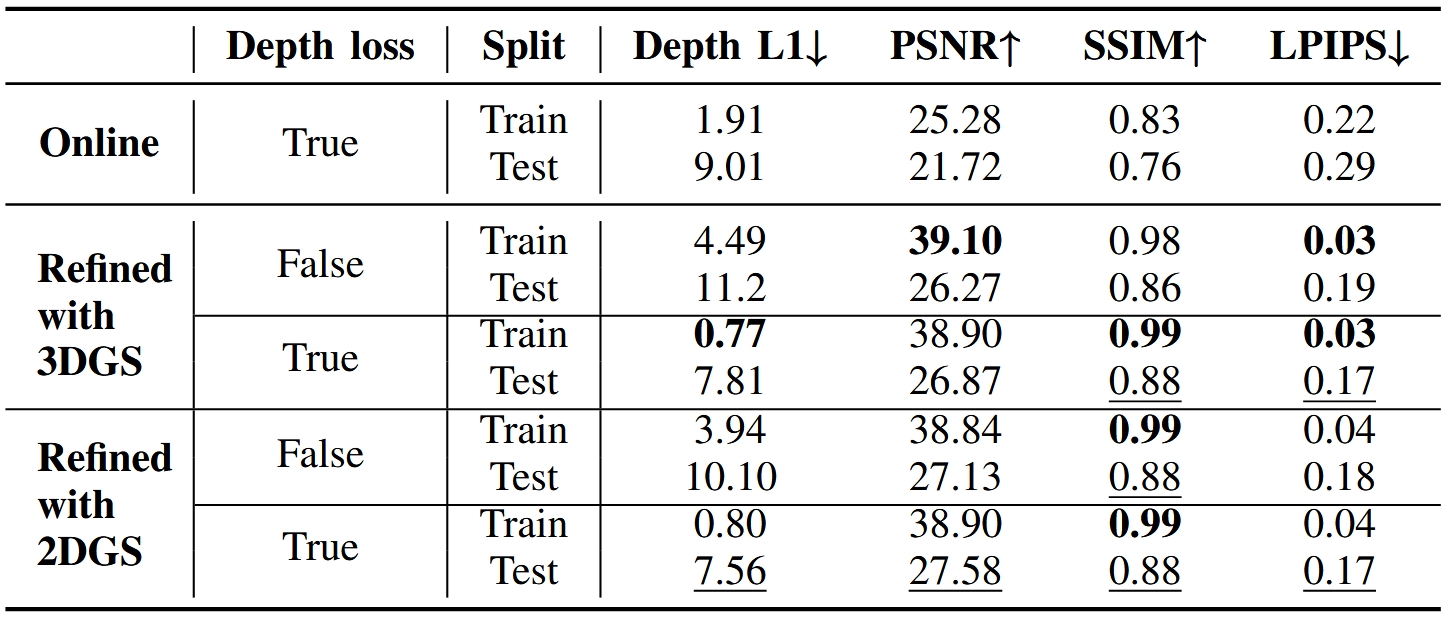 Depth loss Split Depth L1↓ PSNR↑ SSIM↑ LPIPS↓
Online True Train 1.91 25.28 0.83 0.22
Test 9.01 21.72 0.76 0.29
Refined with 3DGS False Train 4.49 39.10 0.98 0.03
Test 11.2 26.27 0.86 0.19
True Train 0.77 38.90 0.99 0.03
Test 7.81 26.87 0.88 0.17
Refined with 2DGS False Train 3.94 38.84 0.99 0.04
Test 10.10 27.13 0.88 0.18
True Train 0.80 38.90 0.99 0.04
Test 7.56 27.58 0.88 0.17